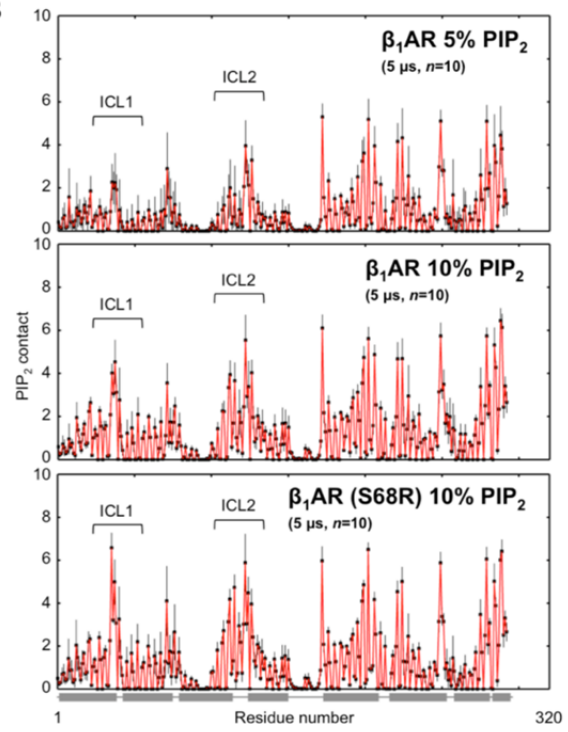 10
8
6
4
2
0
β₁AR 5% PIP₂
(5 µs, n=10)
ICL1
ICL2
10
8
6
4
2
0
β₁AR 10% PIP₂
(5 µs, n=10)
ICL1
ICL2
PIP₂ contact
10
8
6
4
2
0
β₁AR (S68R) 10% PIP₂
(5 µs, n=10)
ICL1
ICL2
1
Residue number
320